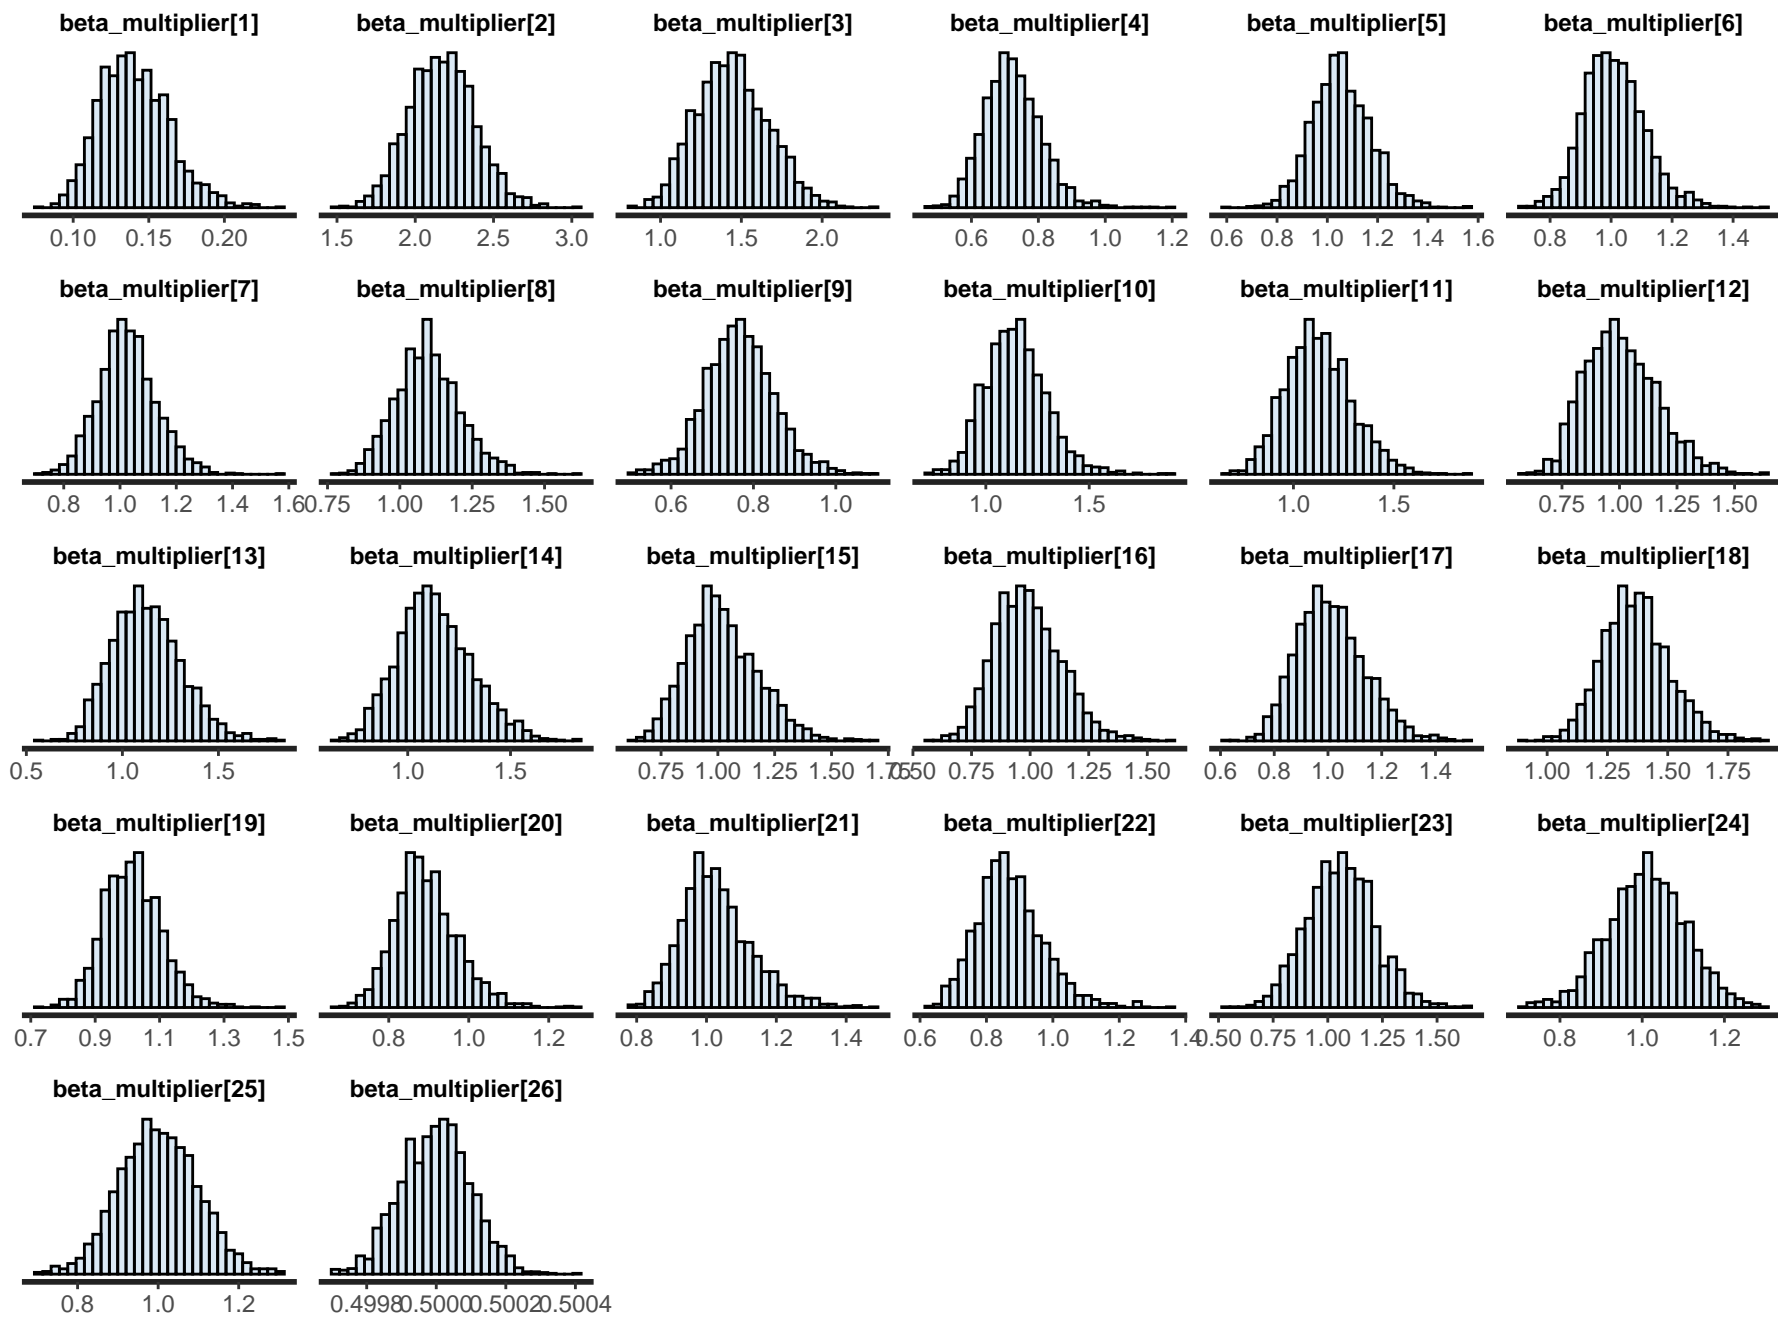 beta_multiplier[1] beta_multiplier[2] beta_multiplier[3] beta_multiplier[4] beta_multiplier[5] beta_multiplier[6]
0.10 0.15 0.20 1.5 2.0 2.5 3.0 1.0 1.5 2.0 0.6 0.8 1.0 1.2 0.6 0.8 1.0 1.2 1.4 1.6 0.8 1.0 1.2 1.4
beta_multiplier[7] beta_multiplier[8] beta_multiplier[9] beta_multiplier[10] beta_multiplier[11] beta_multiplier[12]
0.8 1.0 1.2 1.4 1.6 0.75 1.00 1.25 1.50 0.6 0.8 1.0 1.0 1.5 1.0 1.5 0.75 1.00 1.25 1.50
beta_multiplier[13] beta_multiplier[14] beta_multiplier[15] beta_multiplier[16] beta_multiplier[17] beta_multiplier[18]
0.5 1.0 1.5 1.0 1.5 0.75 1.00 1.25 1.50 1.75 0.50 0.75 1.00 1.25 1.50 0.6 0.8 1.0 1.2 1.4 1.00 1.25 1.50 1.75
beta_multiplier[19] beta_multiplier[20] beta_multiplier[21] beta_multiplier[22] beta_multiplier[23] beta_multiplier[24]
0.7 0.9 1.1 1.3 1.5 0.8 1.0 1.2 0.8 1.0 1.2 1.4 0.6 0.8 1.0 1.2 1.4 0.50 0.75 1.00 1.25 1.50 0.8 1.0 1.2
beta_multiplier[25] beta_multiplier[26]
0.8 1.0 1.2 0.4998 0.5000 0.5002 0.5004